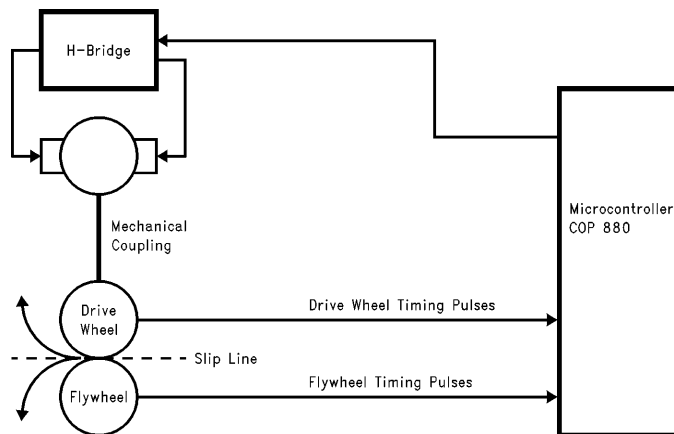 H-Bridge
Mechanical
Coupling
Microcontroller
COP 880
Drive
Wheel
Drive Wheel Timing Pulses
Slip Line
Flywheel
Flywheel Timing Pulses